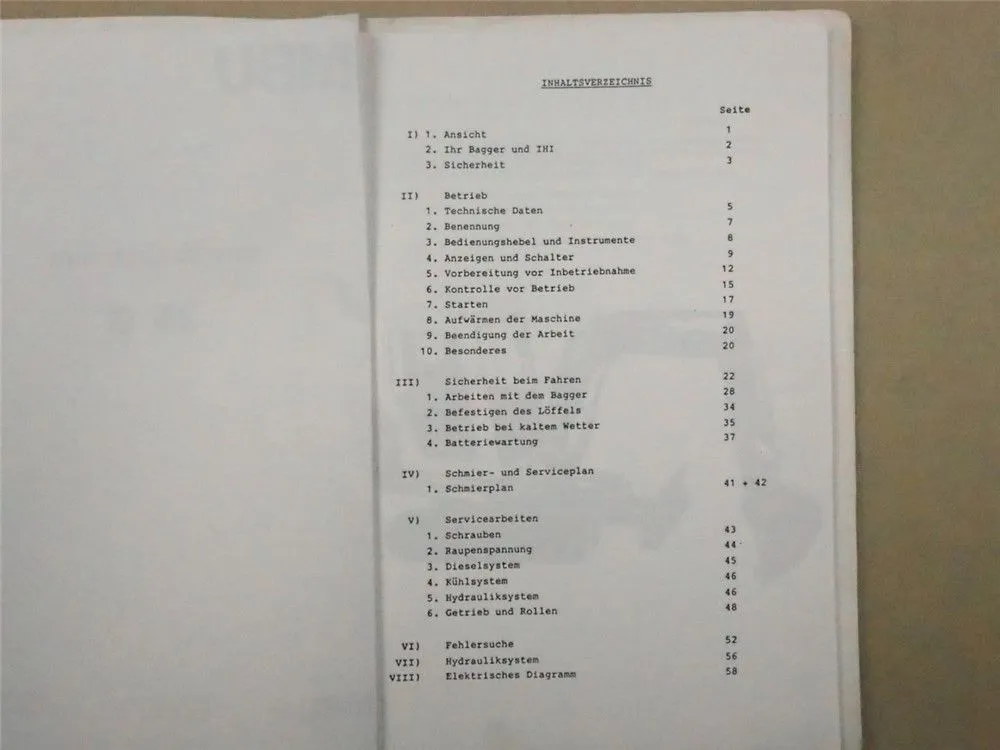 INHALTSVERZEICHNIS
Seite
I) 1. Ansicht 1
2. Ihr Bagger und IHI 2
3. Sicherheit 3
II) Betrieb
1. Technische Daten 5
2. Benennung 7
3. Bedienungshebel und Instrumente 8
4. Anzeigen und Schalter 9
5. Vorbereitung vor Inbetriebnahme 12
6. Kontrolle vor Betrieb 15
7. Starten 17
8. Aufwärmen der Maschine 19
9. Beendigung der Arbeit 20
10. Besonderes 20
III) Sicherheit beim Fahren 22
1. Arbeiten mit dem Bagger 28
2. Befestigen des Löffels 34
3. Betrieb bei kaltem Wetter 35
4. Batteriewartung 37
IV) Schmier- und Serviceplan
1. Schmierplan 41 + 42
V) Servicearbeiten
1. Schrauben 43
2. Raupenspannung 44
3. Dieselsystem 45
4. Kühlsystem 46
5. Hydrauliksystem 46
6. Getrieb und Rollen 48
VI) Fehlersuche 52
VII) Hydrauliksystem 56
VIII) Elektrisches Diagramm 58